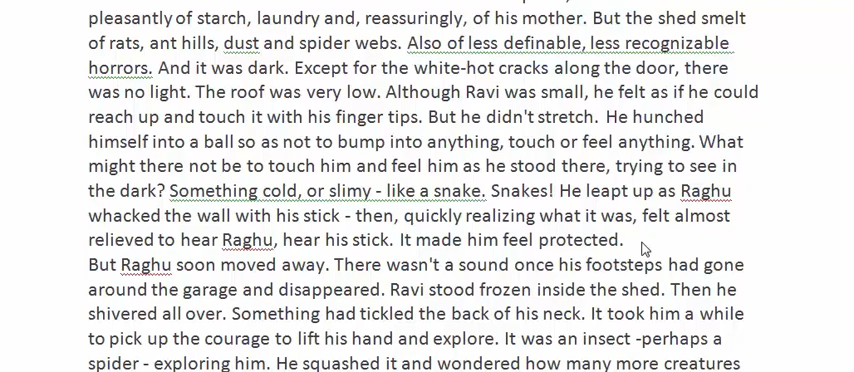 pleasantly of starch, laundry and, reassuringly, of his mother. But the shed smelt
of rats, ant hills, dust and spider webs. Also of less definable, less recognizable
horrors. And it was dark. Except for the white-hot cracks along the door, there
was no light. The roof was very low. Although Ravi was small, he felt as if he could
reach up and touch it with his finger tips. But he didn't stretch. He hunched
himself into a ball so as not to bump into anything, touch or feel anything. What
might there not be to touch him and feel him as he stood there, trying to see in
the dark? Something cold, or slimy - like a snake. Snakes! He leapt up as Raghu
whacked the wall with his stick - then, quickly realizing what it was, felt almost
relieved to hear Raghu, hear his stick. It made him feel protected.
But Raghu soon moved away. There wasn't a sound once his footsteps had gone
around the garage and disappeared. Ravi stood frozen inside the shed. Then he
shivered all over. Something had tickled the back of his neck. It took him a while
to pick up the courage to lift his hand and explore. It was an insect -perhaps a
spider - exploring him. He squashed it and wondered how many more creatures